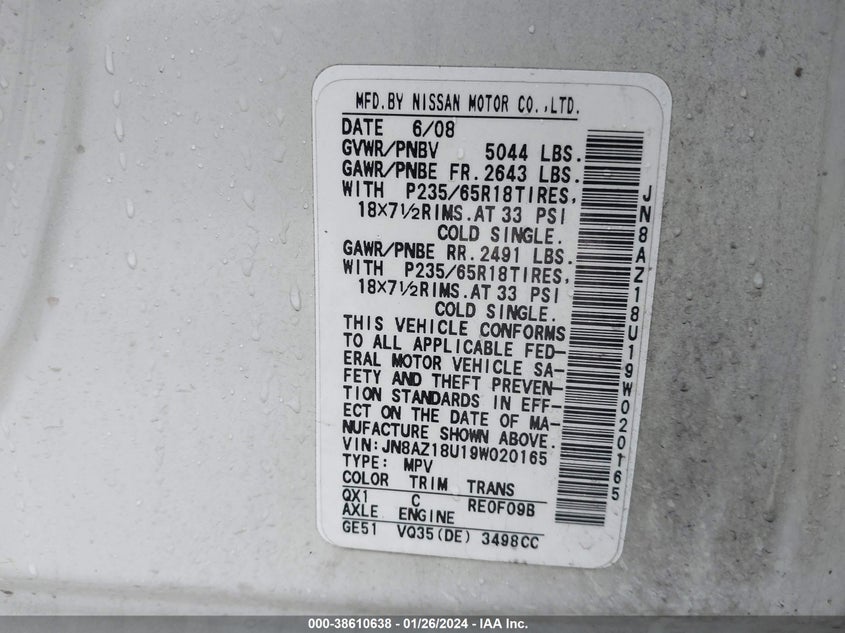 MFD.BY NISSAN MOTOR CO.,LTD.
DATE 6/08
GVWR/PNBV 5044 LBS.
GAWR/PNBE FR.2643 LBS.
WITH P235/65R18TIRES,
18X7½RIMS.AT 33 PSI
COLD SINGLE.
GAWR/PNBE RR.2491 LBS.
WITH P235/65R18TIRES,
18X7½RIMS.AT 33 PSI
COLD SINGLE.
THIS VEHICLE CONFORMS
TO ALL APPLICABLE FED-
ERAL MOTOR VEHICLE SA-
FETY AND THEFT PREVEN-
TION STANDARDS IN EFF-
ECT ON THE DATE OF MA-
NUFACTURE SHOWN ABOVE.
VIN:JN8AZ18U19W020165
TYPE: MPV
COLOR TRIM TRANS
QX1 C RE0F09B
AXLE ENGINE
GE51 VQ35(DE) 3498CC
JN8AZ18U19W020165
000-38610638 - 01/26/2024 - IAA Inc.